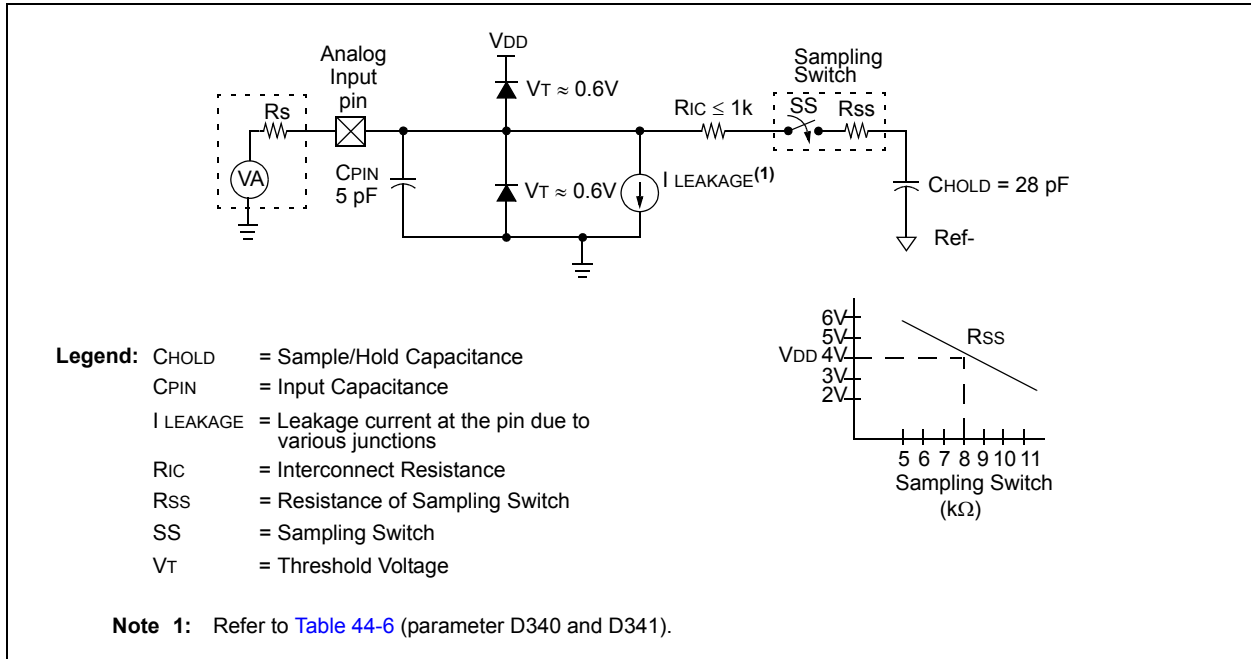 VDD
Analog
Input
pin
Sampling
Switch
VT ≈ 0.6V
Rs
RIC ≤ 1k
SS
Rss
VA
CPIN
5 pF
VT ≈ 0.6V
I LEAKAGE(1)
CHOLD = 28 pF
Ref-
6V
5V
VDD 4V
3V
2V
RSS
5 6 7 8 9 10 11
Sampling Switch
(kΩ)
Legend: CHOLD = Sample/Hold Capacitance
CPIN = Input Capacitance
I LEAKAGE = Leakage current at the pin due to
various junctions
RIC = Interconnect Resistance
RSS = Resistance of Sampling Switch
SS = Sampling Switch
VT = Threshold Voltage
Note 1: Refer to Table 44-6 (parameter D340 and D341).